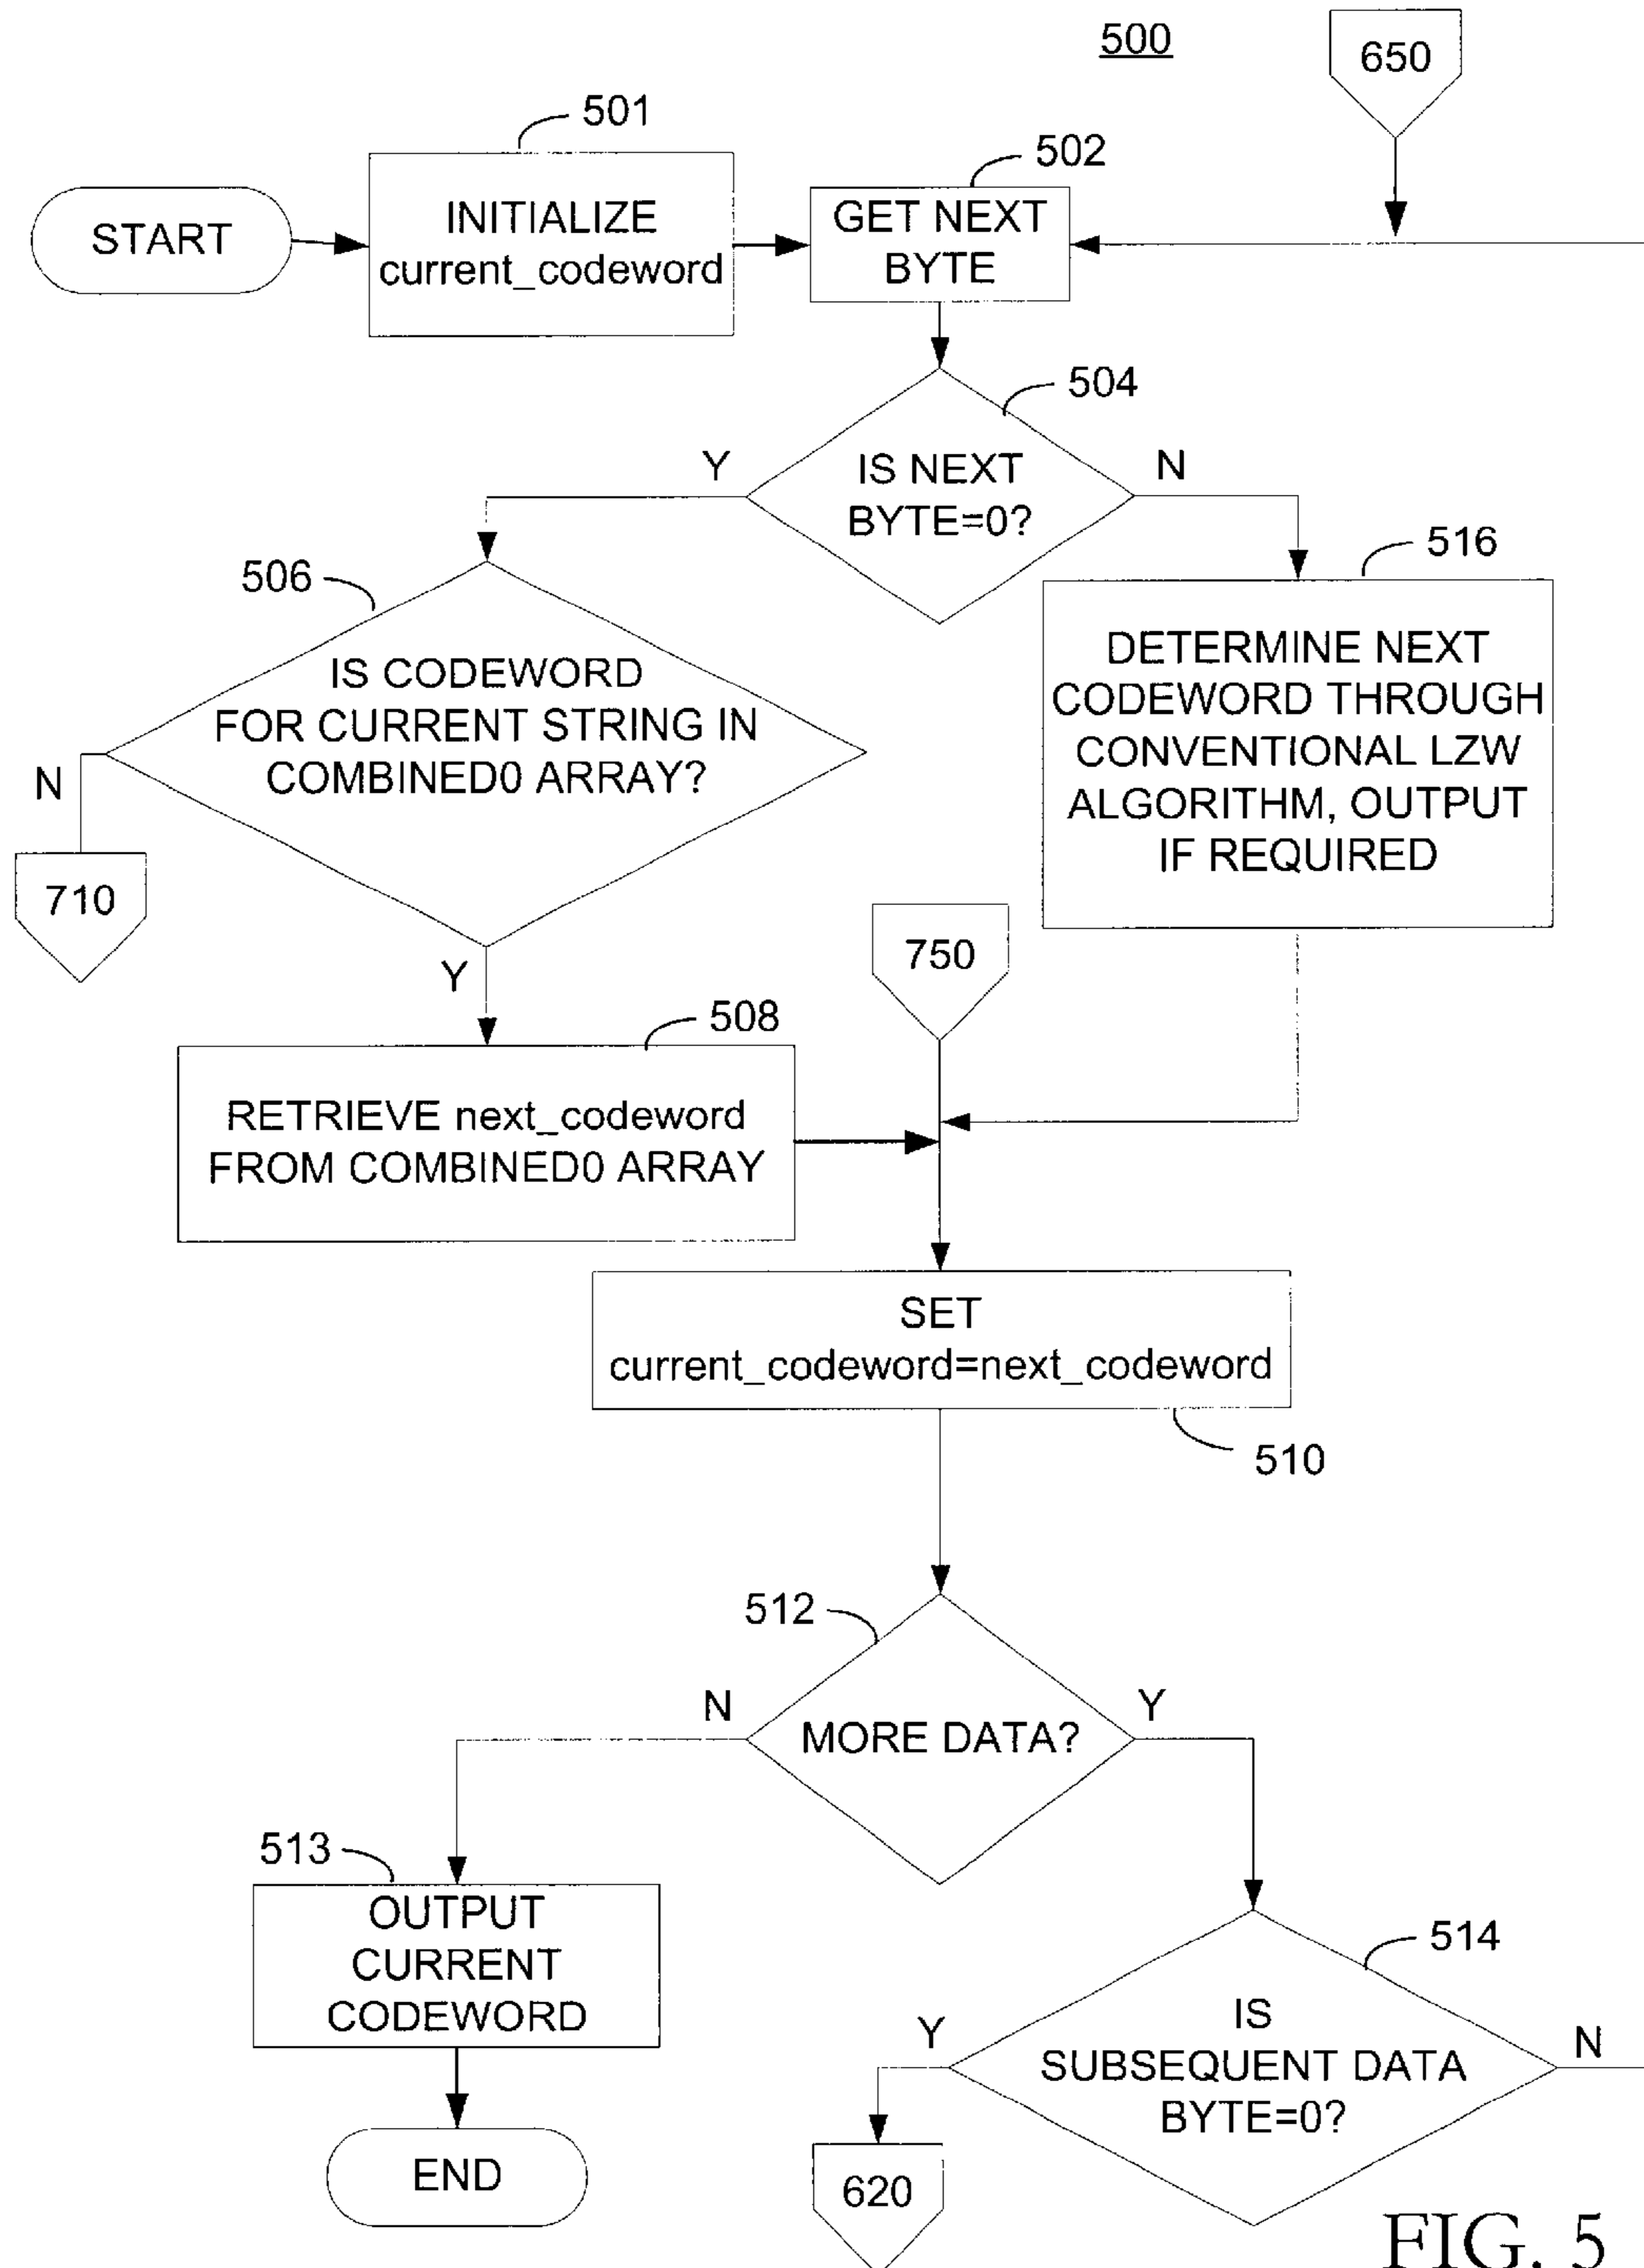 500
650
501
502
START
INITIALIZE
current_codeword
GET NEXT
BYTE
504
Y
IS NEXT
BYTE=0?
N
516
506
IS CODEWORD
FOR CURRENT STRING IN
COMBINED0 ARRAY?
N
710
Y
DETERMINE NEXT
CODEWORD THROUGH
CONVENTIONAL LZW
ALGORITHM, OUTPUT
IF REQUIRED
750
508
RETRIEVE next_codeword
FROM COMBINED0 ARRAY
SET
current_codeword=next_codeword
510
512
N
MORE DATA?
Y
513
OUTPUT
CURRENT
CODEWORD
END
514
Y
IS
SUBSEQUENT DATA
BYTE=0?
N
620
FIG. 5